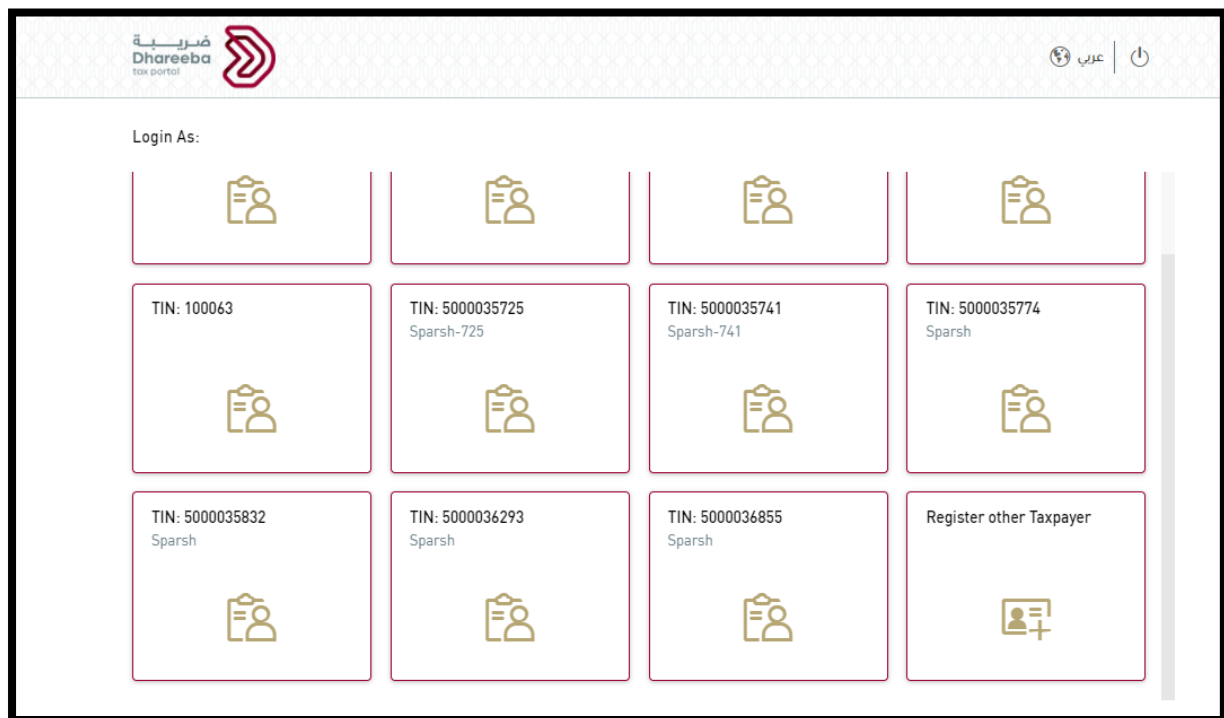 ضريبة
Dhareeba
tax portal
عربي
Login As:
TIN: 100063
TIN: 5000035725
Sparsh-725
TIN: 5000035741
Sparsh-741
TIN: 5000035774
Sparsh
TIN: 5000035832
Sparsh
TIN: 5000036293
Sparsh
TIN: 5000036855
Sparsh
Register other Taxpayer